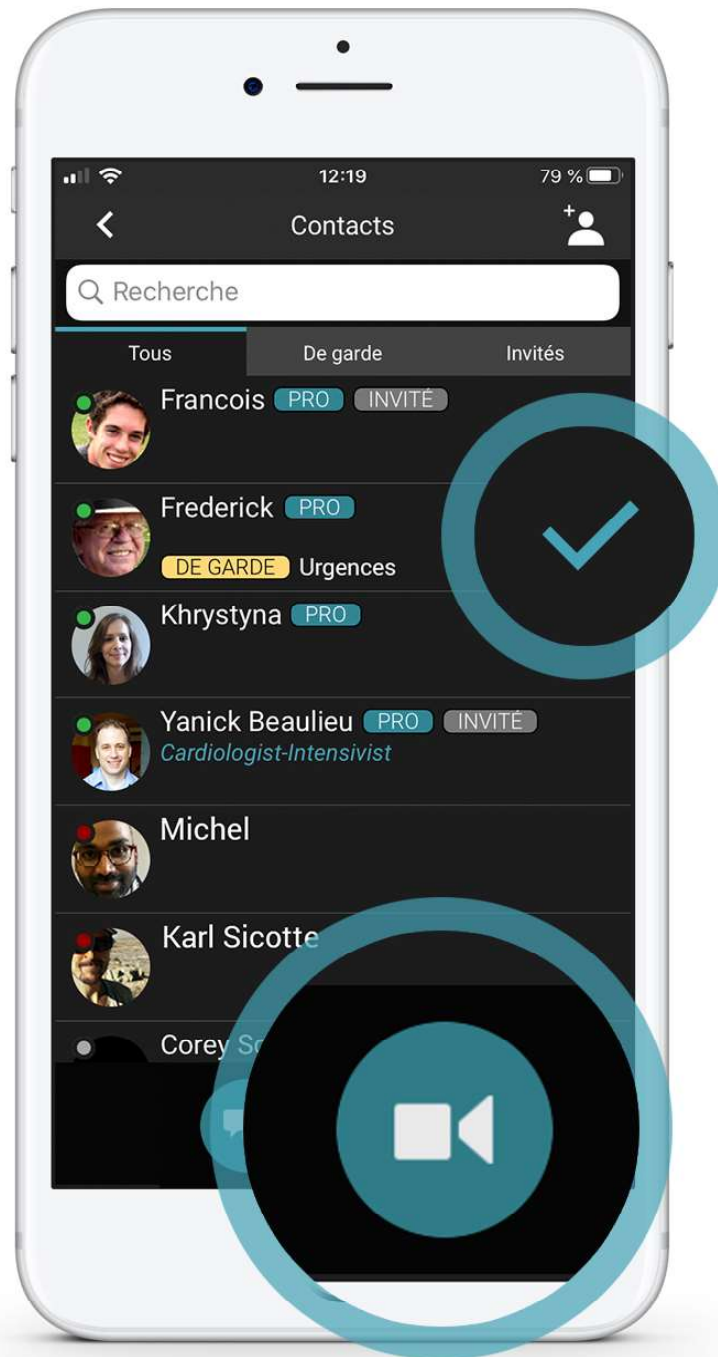 12:19
79 %
Contacts
Recherche
Tous De garde Invités
Francois PRO INVITÉ
Frederick PRO
DE GARDE Urgences
Khrystyna PRO
Yanick Beaulieu PRO INVITÉ
Cardiologist-Intensivist
Michel
Karl Sicotte
Corey